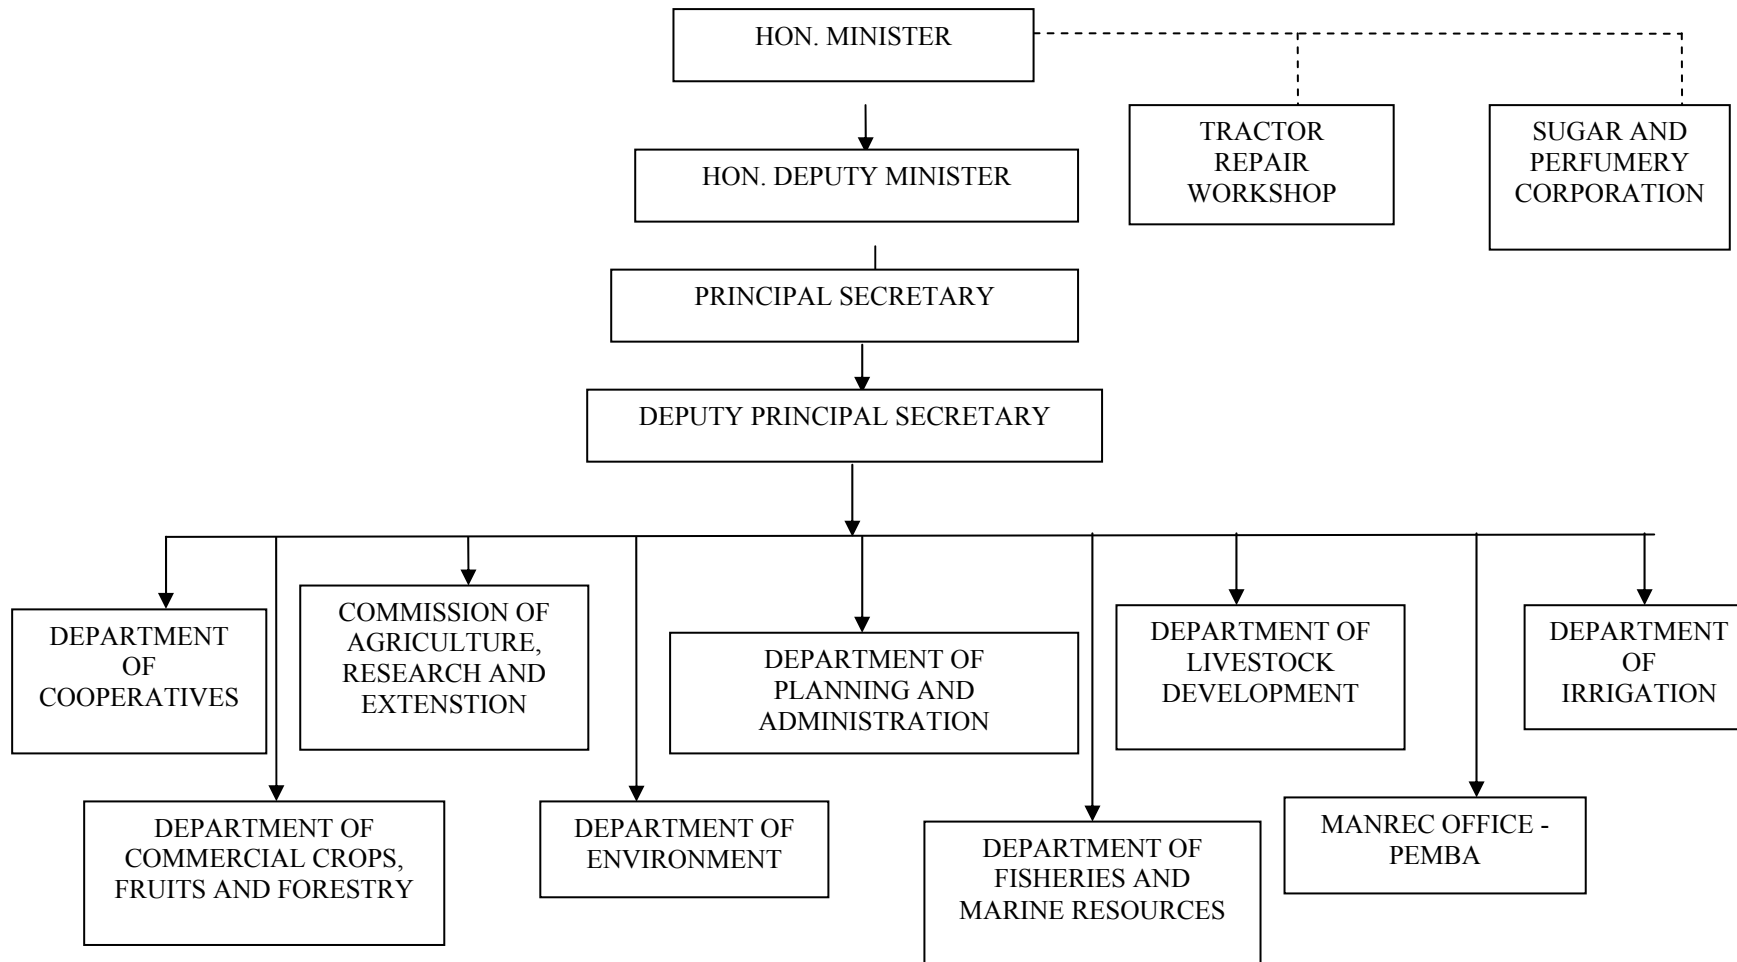 HON. MINISTER
TRACTOR
REPAIR
WORKSHOP
SUGAR AND
PERFUMERY
CORPORATION
HON. DEPUTY MINISTER
PRINCIPAL SECRETARY
DEPUTY PRINCIPAL SECRETARY
DEPARTMENT
OF
COOPERATIVES
COMMISSION OF
AGRICULTURE,
RESEARCH AND
EXTENSTION
DEPARTMENT OF
PLANNING AND
ADMINISTRATION
DEPARTMENT OF
LIVESTOCK
DEVELOPMENT
DEPARTMENT
OF
IRRIGATION
DEPARTMENT OF
COMMERCIAL CROPS,
FRUITS AND FORESTRY
DEPARTMENT OF
ENVIRONMENT
DEPARTMENT OF
FISHERIES AND
MARINE RESOURCES
MANREC OFFICE -
PEMBA